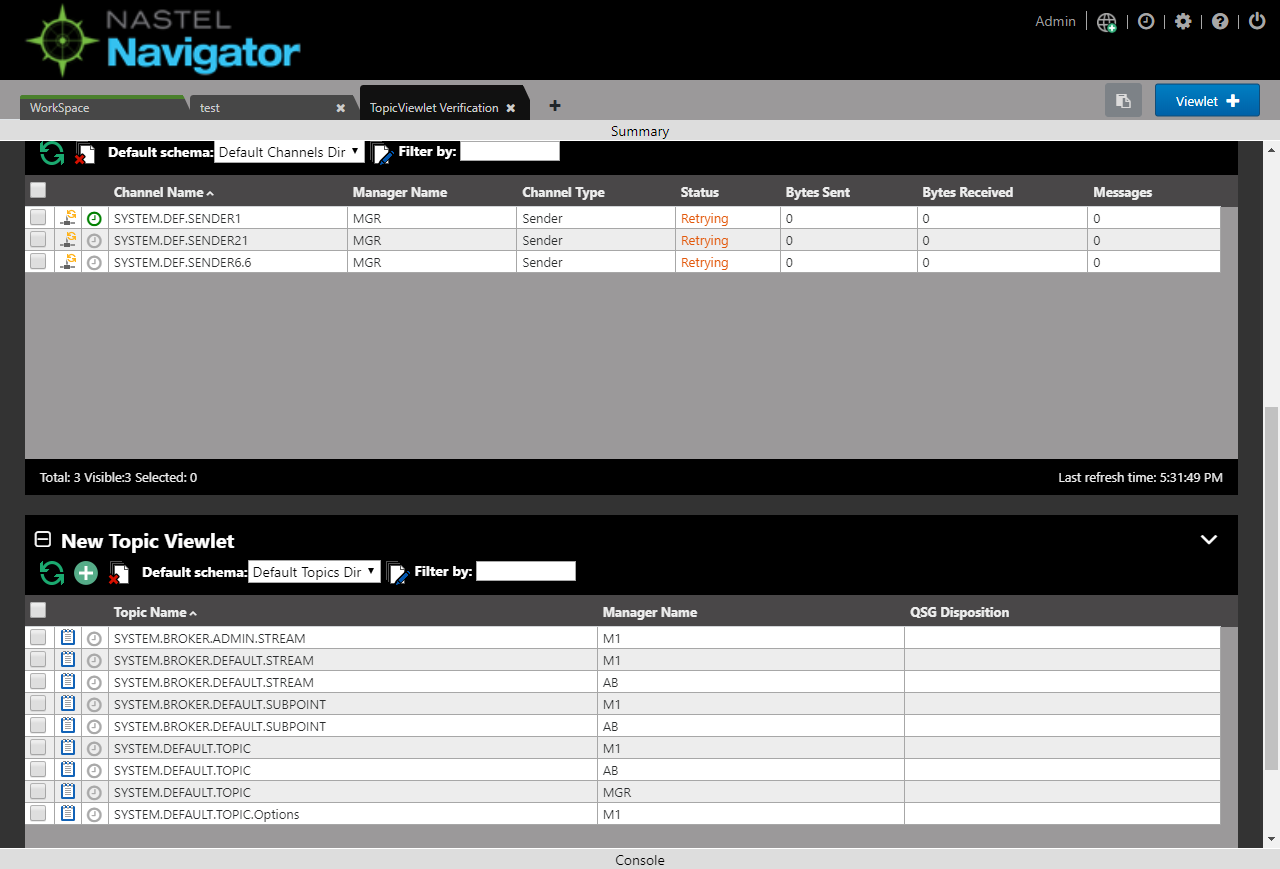 NASTEL
Navigator
Admin
WorkSpace test TopicViewlet Verification
Viewlet
Summary
Default schema: Default Channels Dir Filter by:
Channel Name Manager Name Channel Type Status Bytes Sent Bytes Received Messages
SYSTEM.DEF.SENDER1 MGR Sender Retrying 0 0 0
SYSTEM.DEF.SENDER21 MGR Sender Retrying 0 0 0
SYSTEM.DEF.SENDER6.6 MGR Sender Retrying 0 0 0
Total: 3 Visible:3 Selected: 0 Last refresh time: 5:31:49 PM
New Topic Viewlet
Default schema: Default Topics Dir Filter by:
Topic Name Manager Name QSG Disposition
SYSTEM.BROKER.ADMIN.STREAM M1
SYSTEM.BROKER.DEFAULT.STREAM M1
SYSTEM.BROKER.DEFAULT.STREAM AB
SYSTEM.BROKER.DEFAULT.SUBPOINT M1
SYSTEM.BROKER.DEFAULT.SUBPOINT AB
SYSTEM.DEFAULT.TOPIC M1
SYSTEM.DEFAULT.TOPIC AB
SYSTEM.DEFAULT.TOPIC MGR
SYSTEM.DEFAULT.TOPIC.Options M1
Console